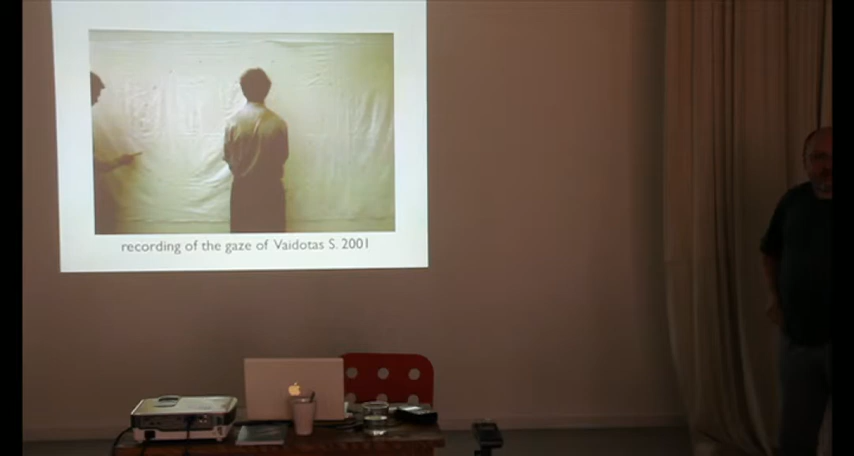 recording of the gaze of Vaidotas S. 2001